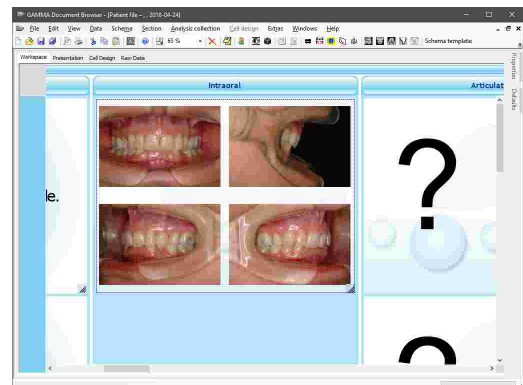 GAMMA Document Browser - [Patient file - , , 2018-04-24]
File Edit View Data Schema Section Analysis collection Cell design Extras Windows Help
65 % Schema template:
Workspace Presentation Cell Design Raw Data
Properties
Defaults
Intraoral
Articulat
le.
?